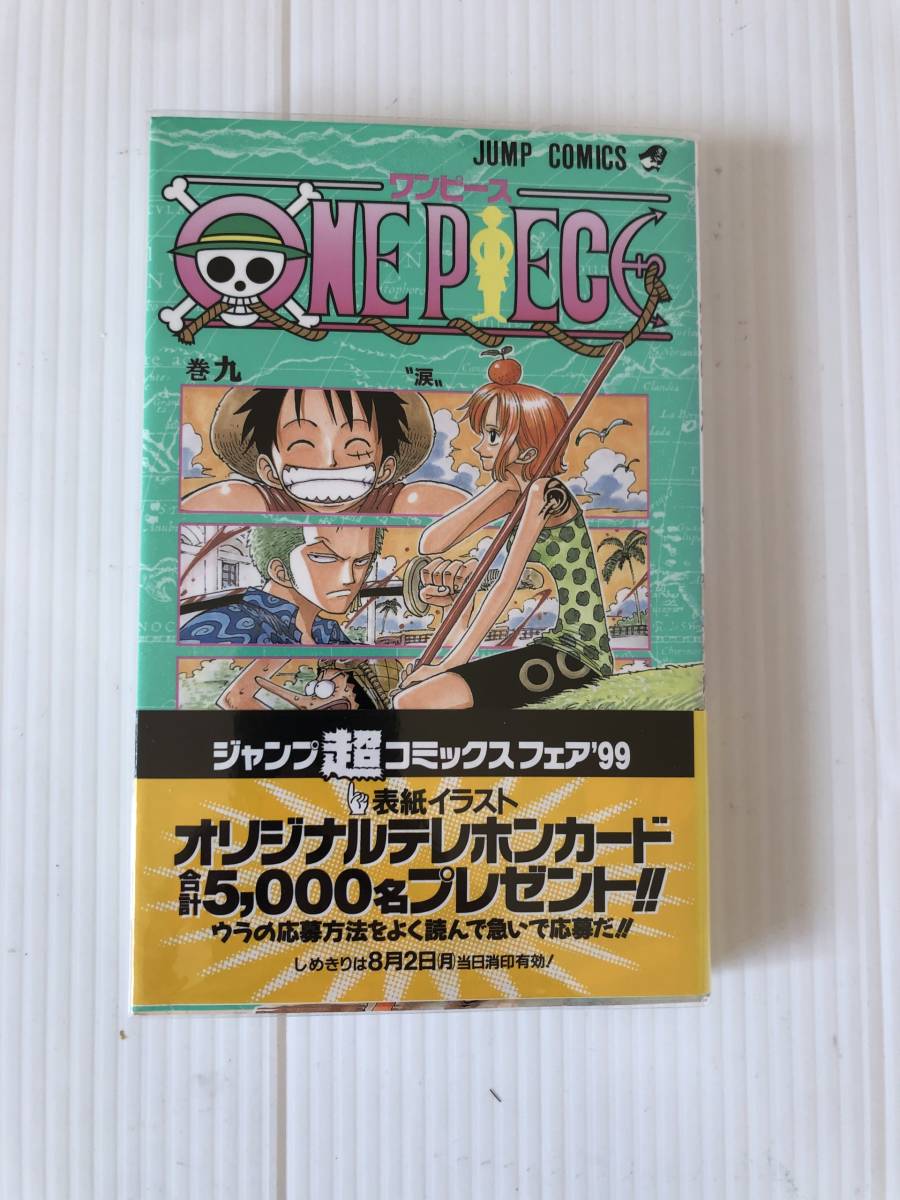 JUMP COMICS
ワンピース
ONE PIECE
巻九
〝涙〟
ジャンプ超コミックスフェア'99
表紙イラスト
オリジナルテレホンカード
合計5,000名プレゼント!!
ウラの応募方法をよく読んで急いで応募だ!!
しめきりは8月2日(月)当日消印有効!